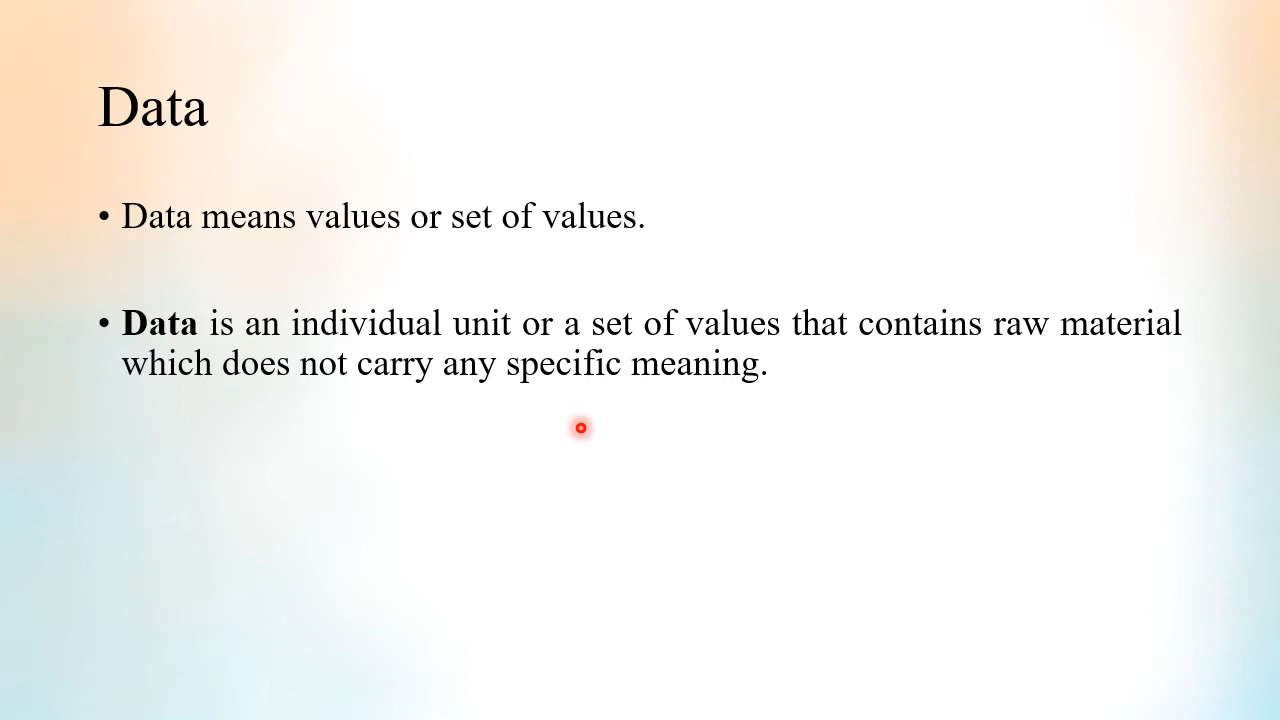 Data
• Data means values or set of values.
• Data is an individual unit or a set of values that contains raw material
which does not carry any specific meaning.